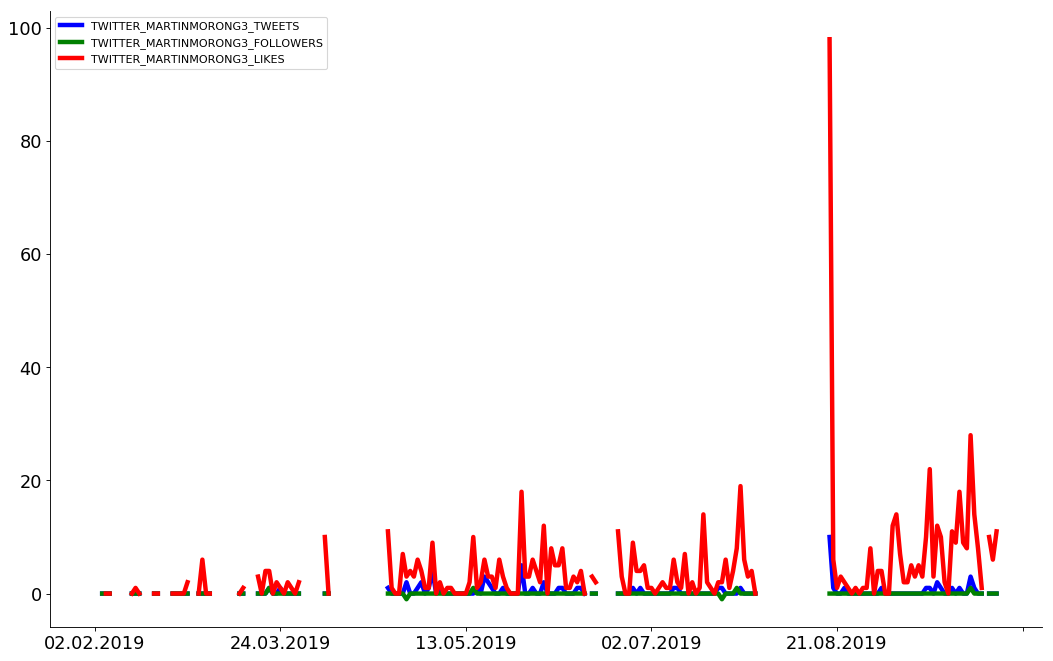 100
80
60
40
20
0
TWITTER_MARTINMORONG3_TWEETS
TWITTER_MARTINMORONG3_FOLLOWERS
TWITTER_MARTINMORONG3_LIKES
02.02.2019 24.03.2019 13.05.2019 02.07.2019 21.08.2019